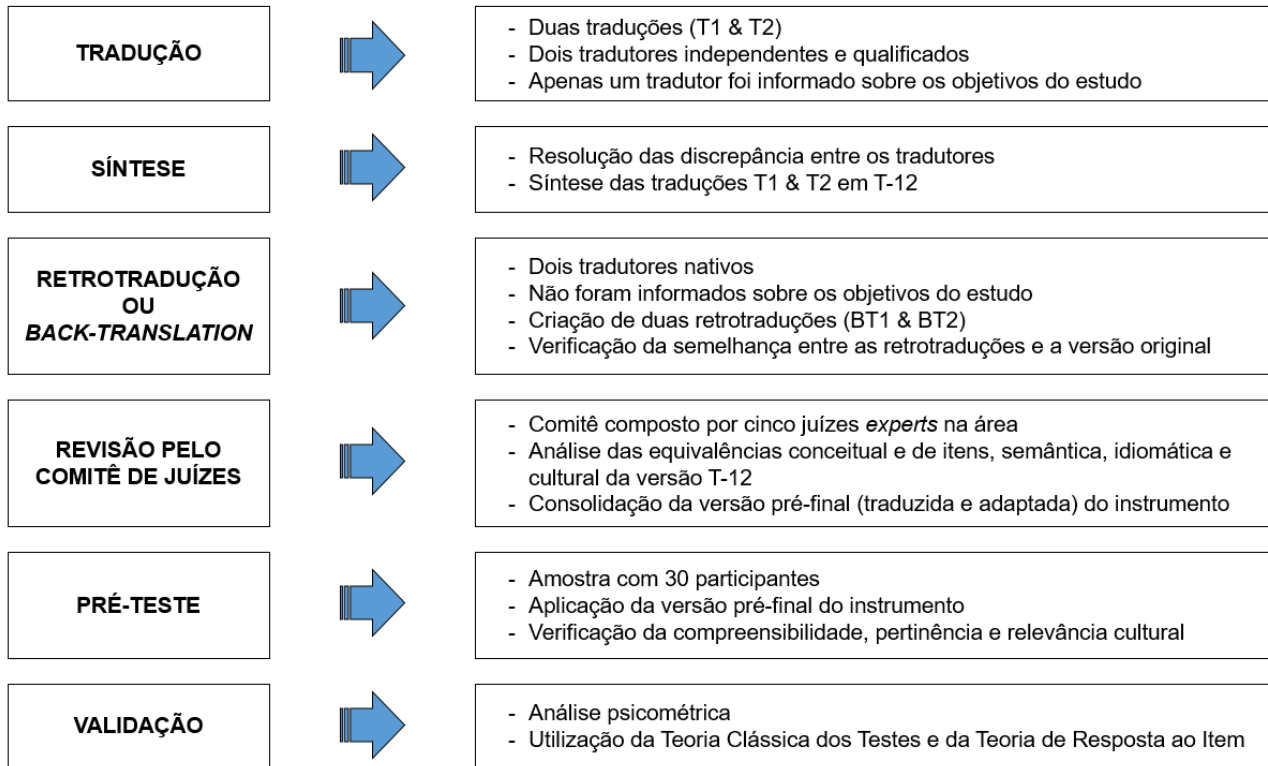 TRADUÇÃO
- Duas traduções (T1 & T2)
- Dois tradutores independentes e qualificados
- Apenas um tradutor foi informado sobre os objetivos do estudo
SÍNTESE
- Resolução das discrepância entre os tradutores
- Síntese das traduções T1 & T2 em T-12
RETROTRADUÇÃO
OU
BACK-TRANSLATION
- Dois tradutores nativos
- Não foram informados sobre os objetivos do estudo
- Criação de duas retrotraduções (BT1 & BT2)
- Verificação da semelhança entre as retrotraduções e a versão original
REVISÃO PELO
COMITÊ DE JUÍZES
- Comitê composto por cinco juízes experts na área
- Análise das equivalências conceitual e de itens, semântica, idiomática e
cultural da versão T-12
- Consolidação da versão pré-final (traduzida e adaptada) do instrumento
PRÉ-TESTE
- Amostra com 30 participantes
- Aplicação da versão pré-final do instrumento
- Verificação da compreensibilidade, pertinência e relevância cultural
VALIDAÇÃO
- Análise psicométrica
- Utilização da Teoria Clássica dos Testes e da Teoria de Resposta ao Item